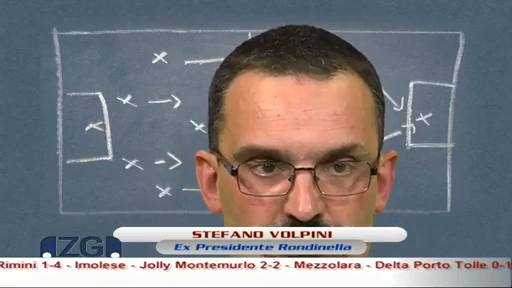 STEFANO VOLPINI
Ex Presidente Rondinella
ZG
Rimini 1-4 - Imolese - Jolly Montemurlo 2-2 - Mezzolara - Delta Porto Tolle 0-1